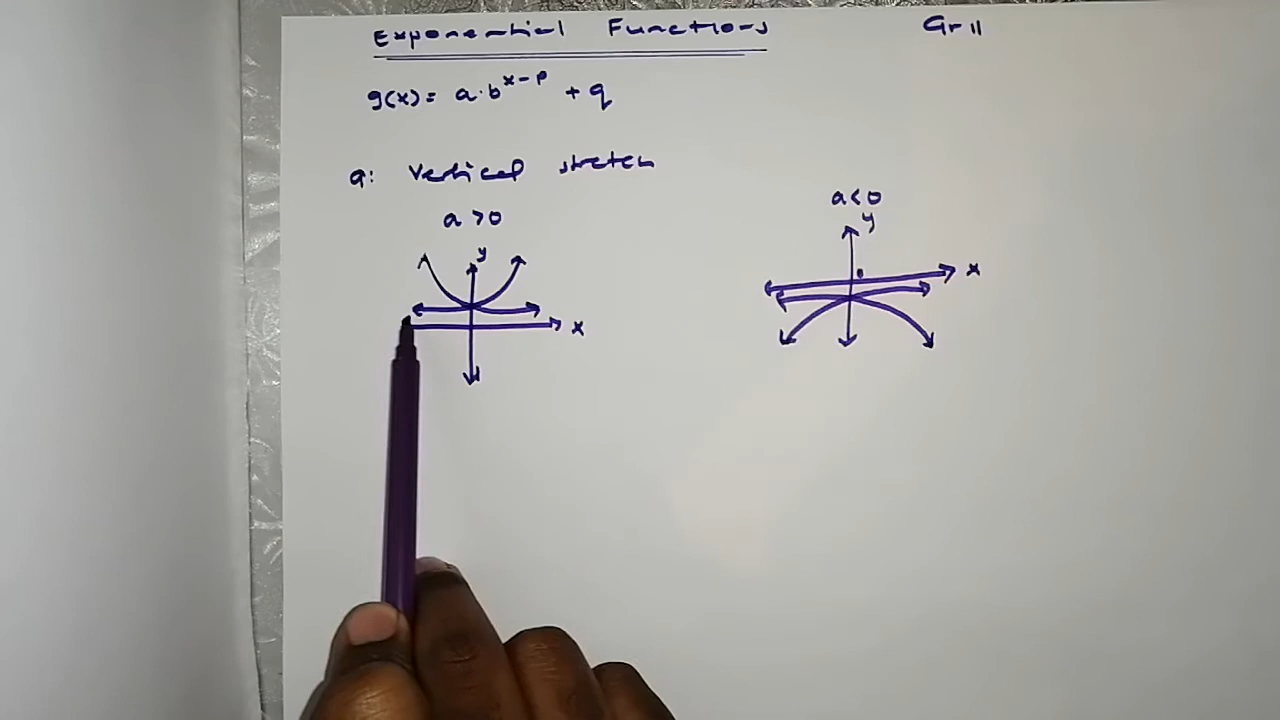 Exponential Functions Gr 11
g(x) = a·b^(x-p) + q
a: Vertical stretch
a > 0
y
x
a < 0
y
x